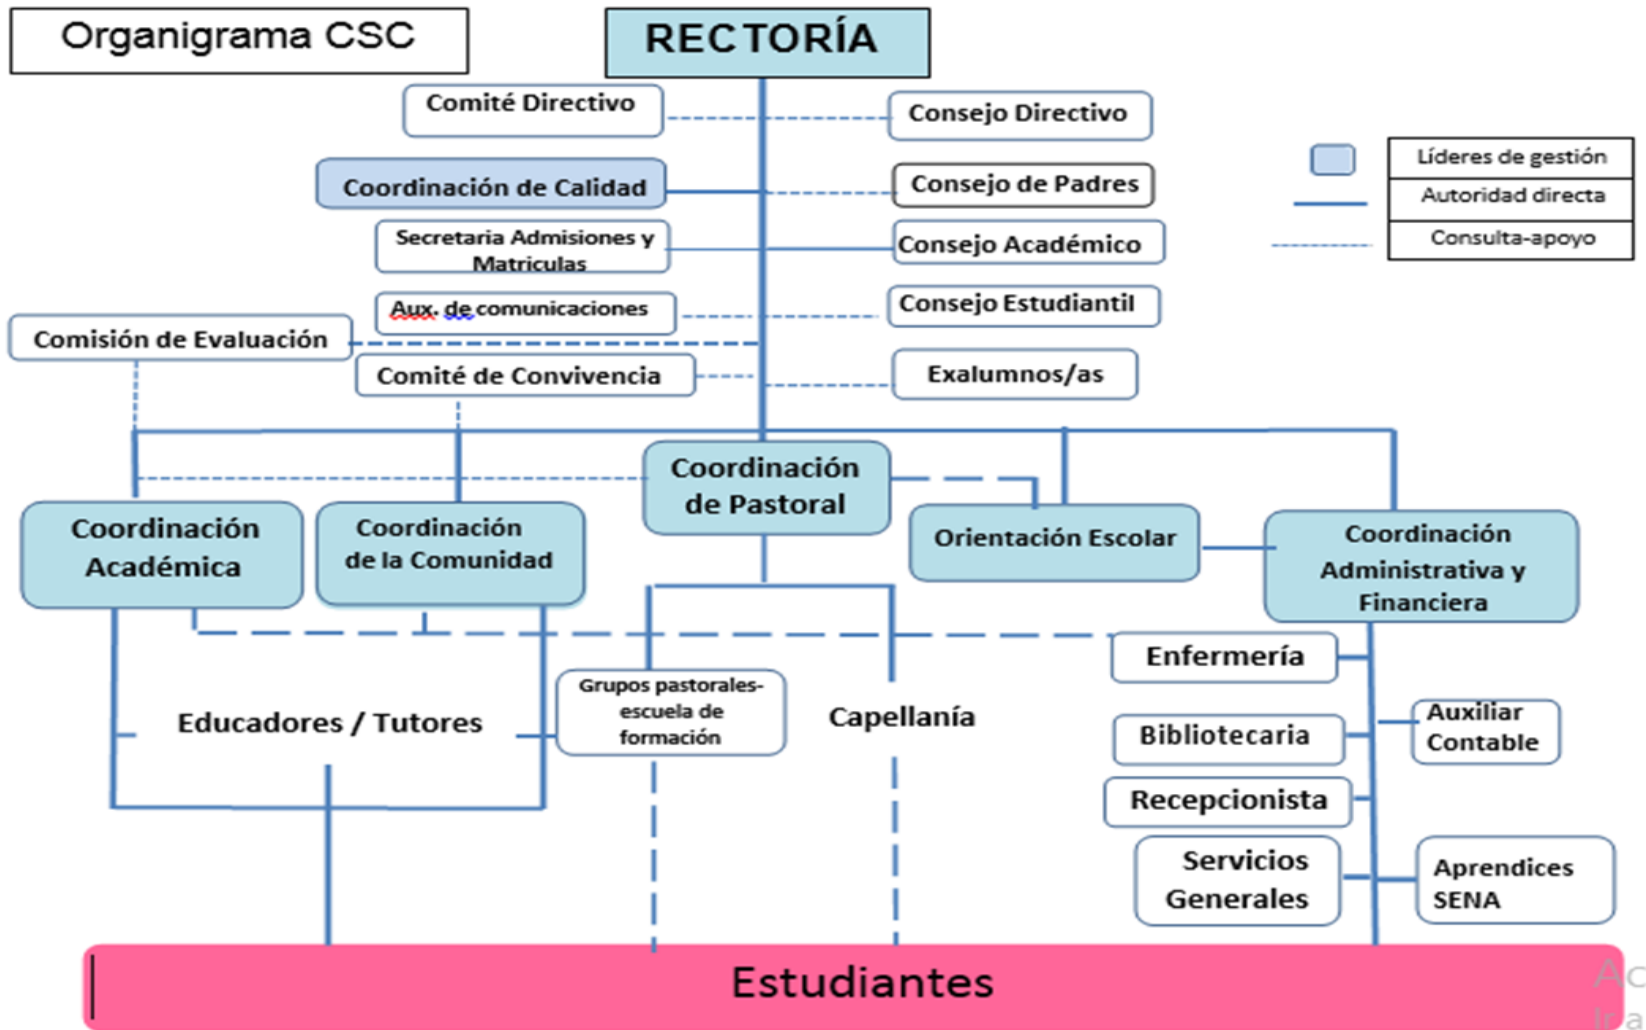 Organigrama CSC
RECTORÍA
Comité Directivo
Consejo Directivo
Líderes de gestión
Coordinación de Calidad
Consejo de Padres
Autoridad directa
Secretaria Admisiones y
Matriculas
Consejo Académico
Consulta-apoyo
Aux. de comunicaciones
Consejo Estudiantil
Comisión de Evaluación
Comité de Convivencia
Exalumnos/as
Coordinación
de Pastoral
Coordinación
Académica
Coordinación
de la Comunidad
Orientación Escolar
Coordinación
Administrativa y
Financiera
Enfermería
Grupos pastorales-
escuela de
formación
Capellanía
Educadores / Tutores
Bibliotecaria
Auxiliar
Contable
Recepcionista
Servicios
Generales
Aprendices
SENA
Estudiantes